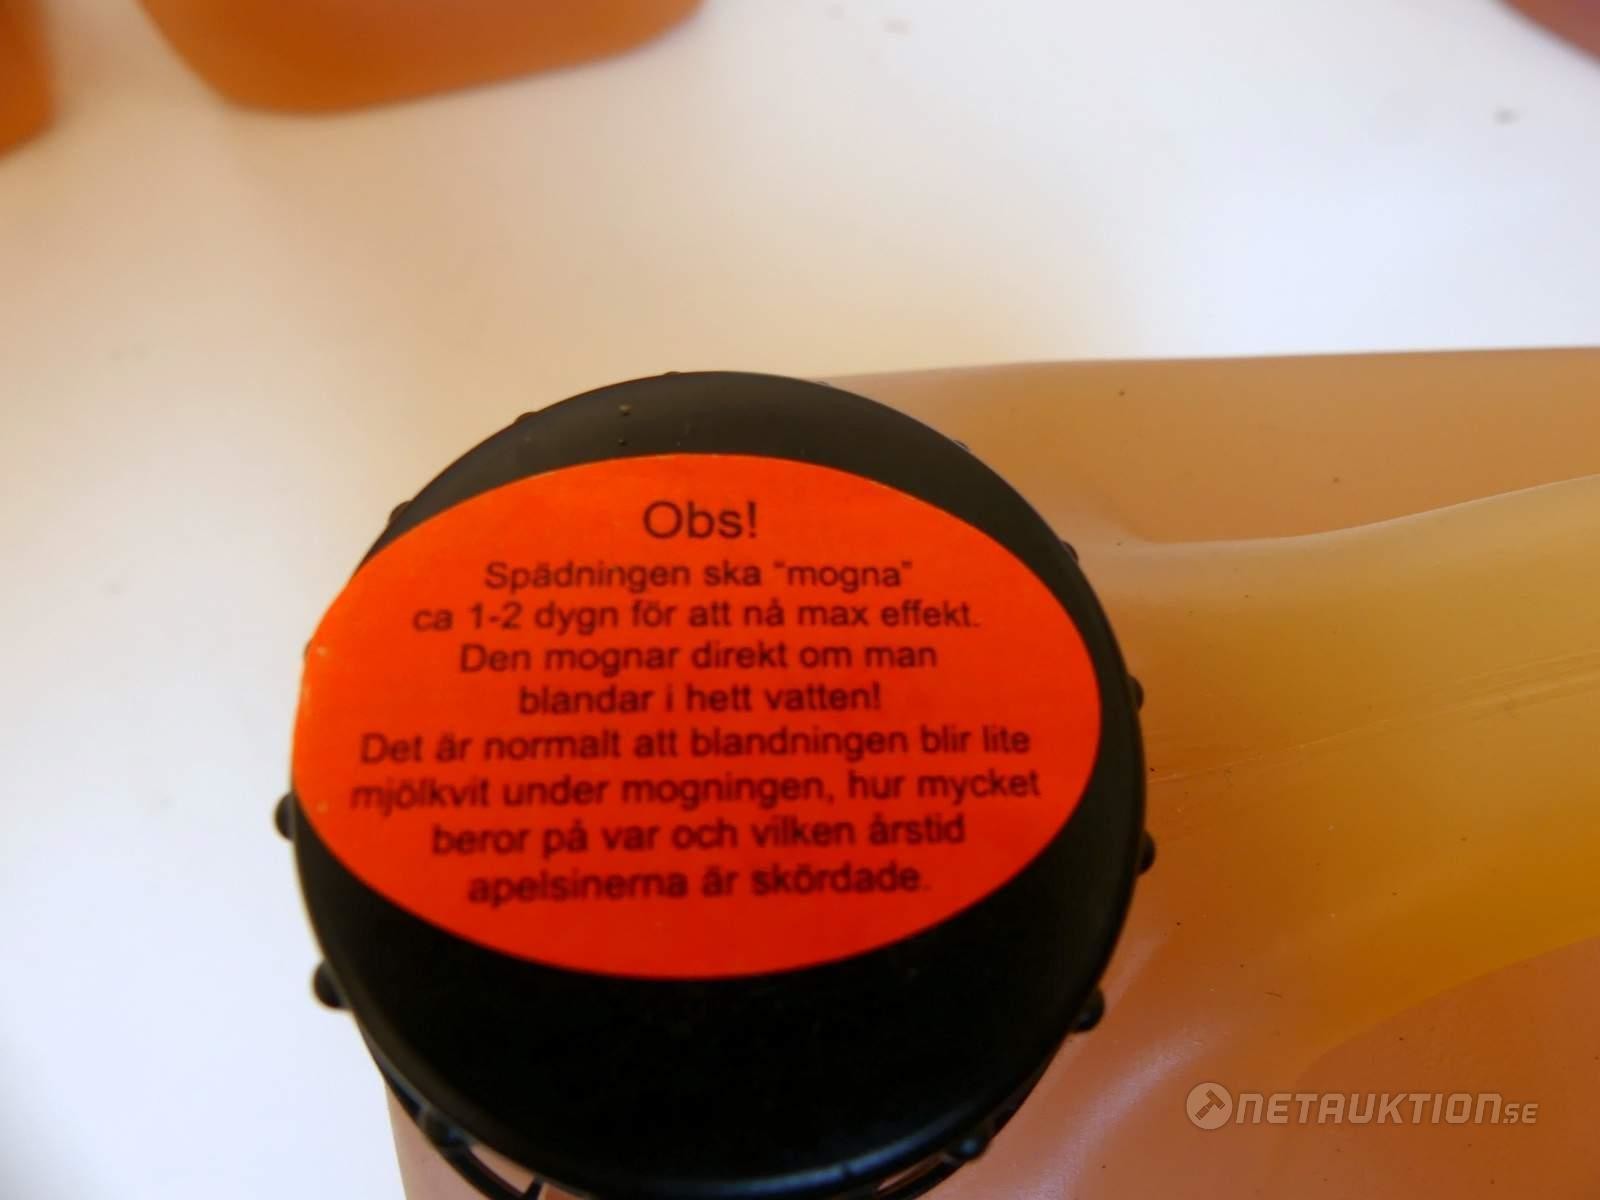 Obs!
Spädningen ska "mogna"
ca 1-2 dygn för att nå max effekt.
Den mognar direkt om man
blandar i hett vatten!
Det är normalt att blandningen blir lite
mjölkvit under mogningen, hur mycket
beror på var och vilken årstid
apelsinerna är skördade.
NETAUKTION.SE